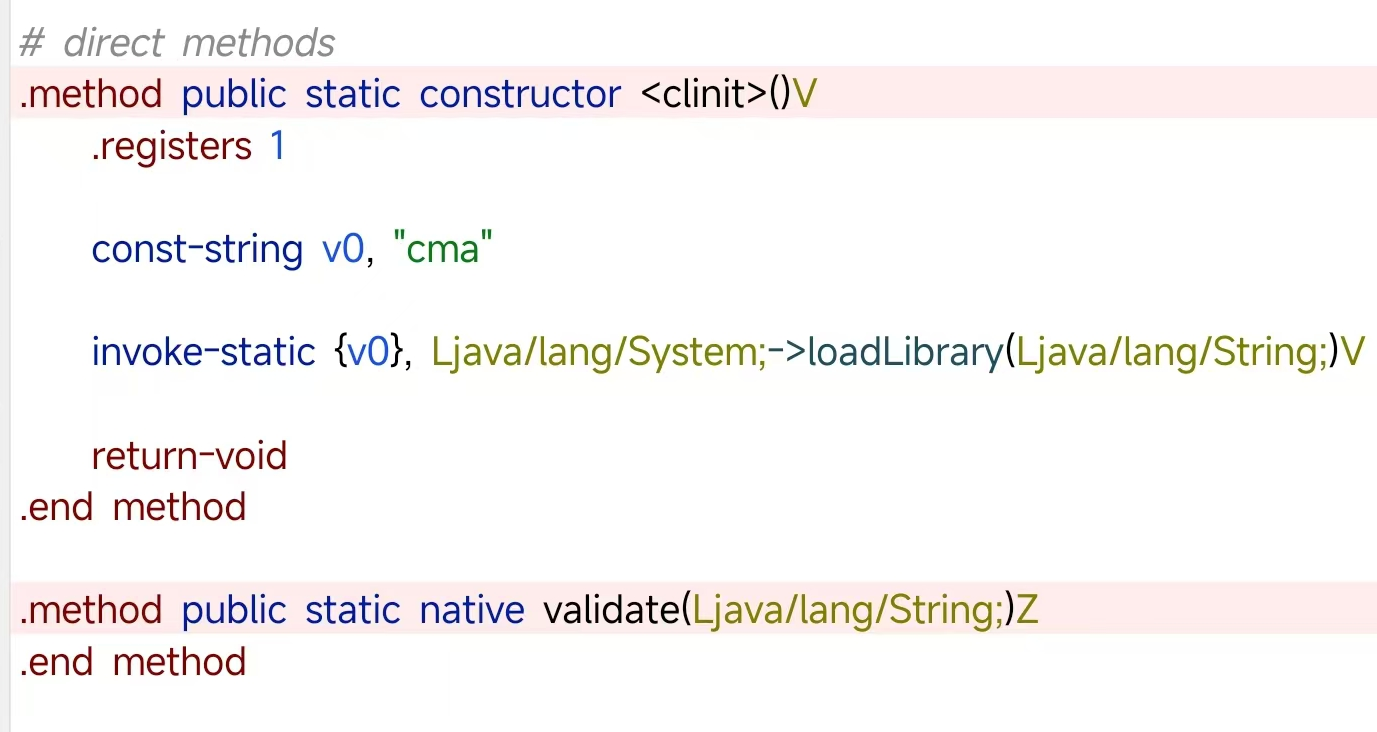 # direct methods
.method public static constructor <clinit>()V
.registers 1
const-string v0, "cma"
invoke-static {v0}, Ljava/lang/System;->loadLibrary(Ljava/lang/String;)V
return-void
.end method
.method public static native validate(Ljava/lang/String;)Z
.end method